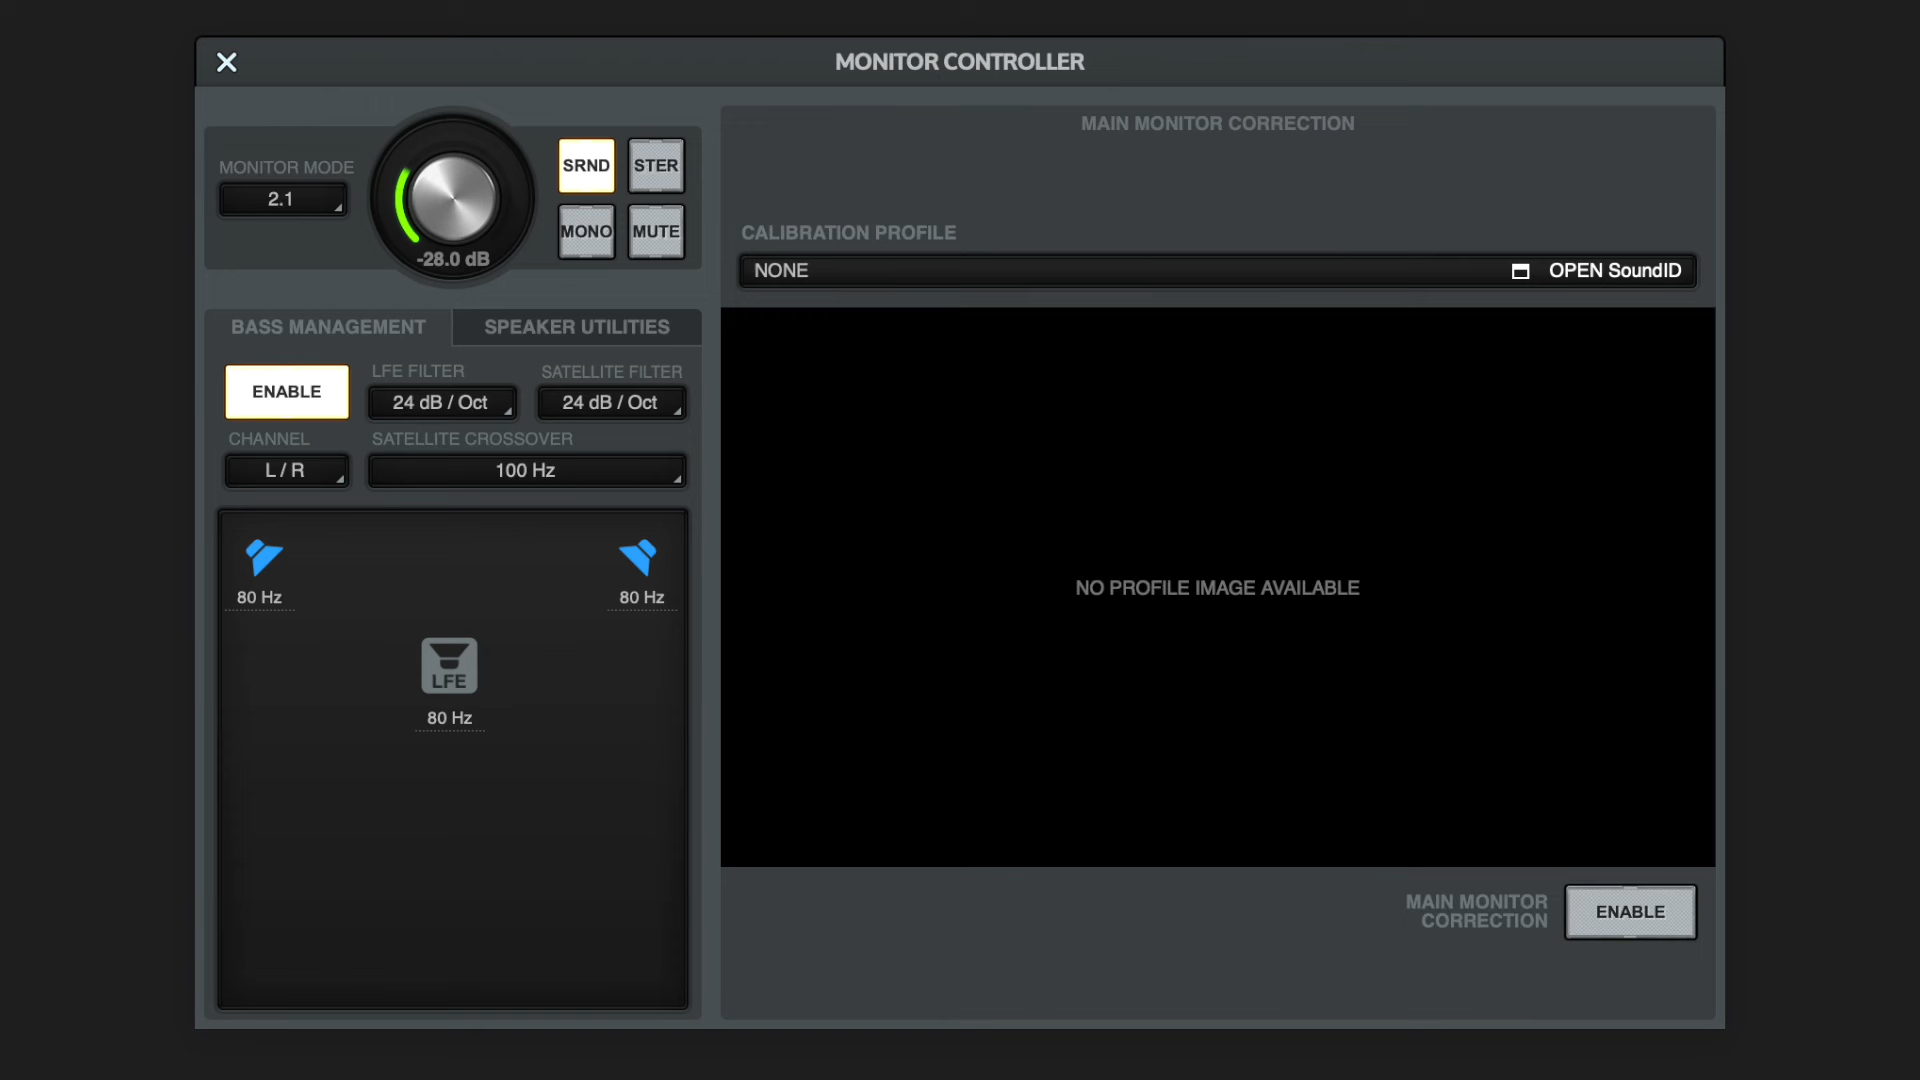 MONITOR CONTROLLER
MONITOR MODE
2.1
-28.0 dB
SRND
STER
MONO
MUTE
BASS MANAGEMENT
SPEAKER UTILITIES
ENABLE
LFE FILTER
24 dB / Oct
SATELLITE FILTER
24 dB / Oct
CHANNEL
L / R
SATELLITE CROSSOVER
100 Hz
80 Hz
80 Hz
LFE
80 Hz
MAIN MONITOR CORRECTION
CALIBRATION PROFILE
NONE
OPEN SoundID
NO PROFILE IMAGE AVAILABLE
MAIN MONITOR
CORRECTION
ENABLE